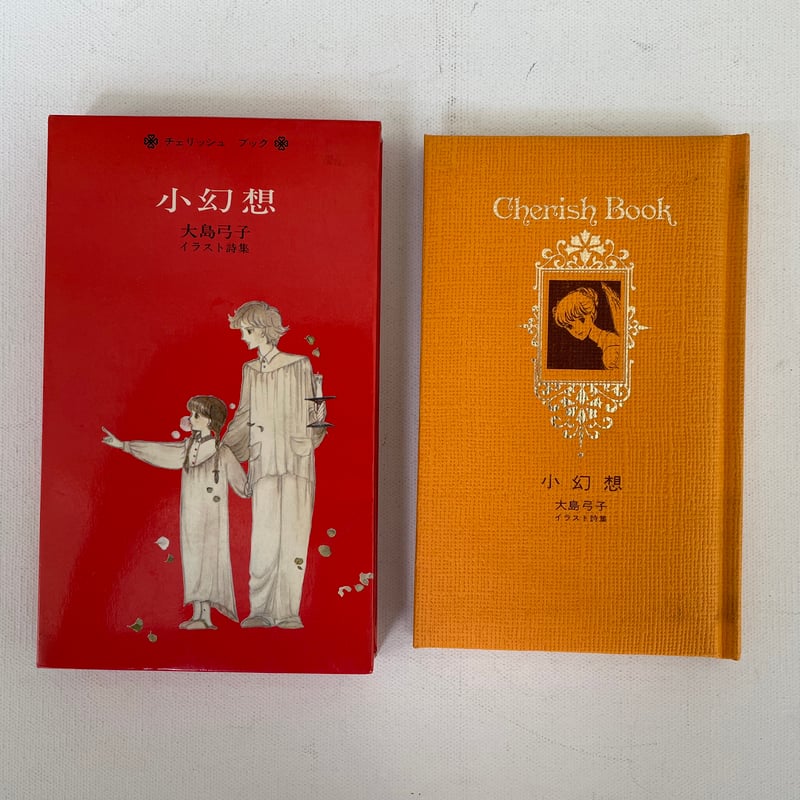 チェリッシュ ブック
小幻想
大島弓子
イラスト詩集
Cherish Book
小幻想
大島弓子
イラスト詩集